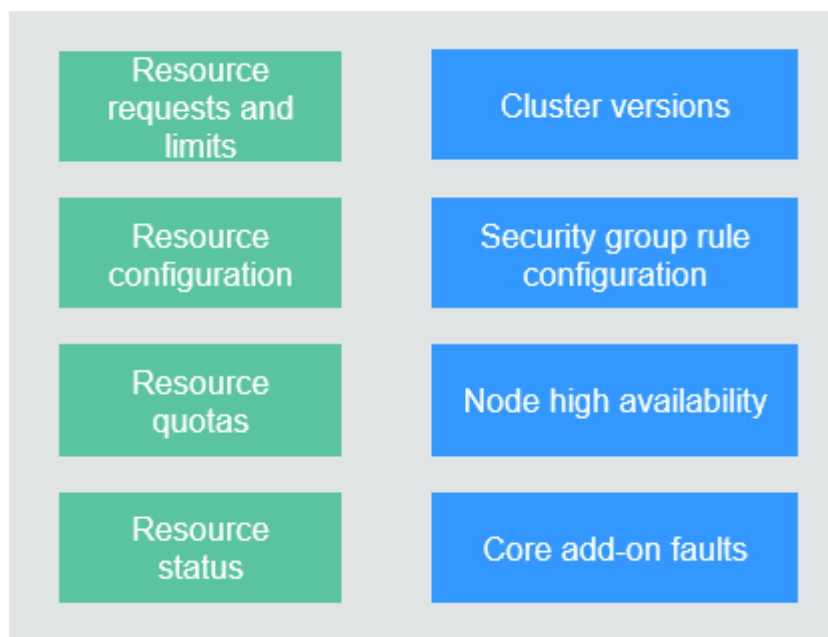 Resource
requests and
limits
Cluster versions
Resource
configuration
Security group rule
configuration
Resource
quotas
Node high availability
Resource
status
Core add-on faults